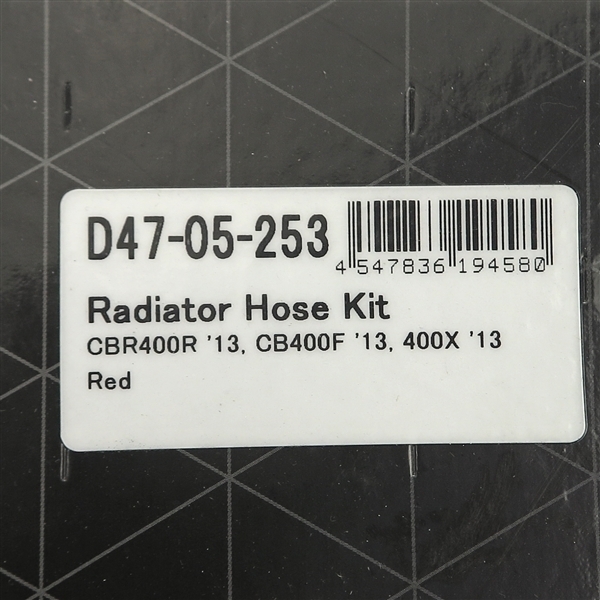 D47-05-253
4 547836 194580
Radiator Hose Kit
CBR400R '13, CB400F '13, 400X '13
Red